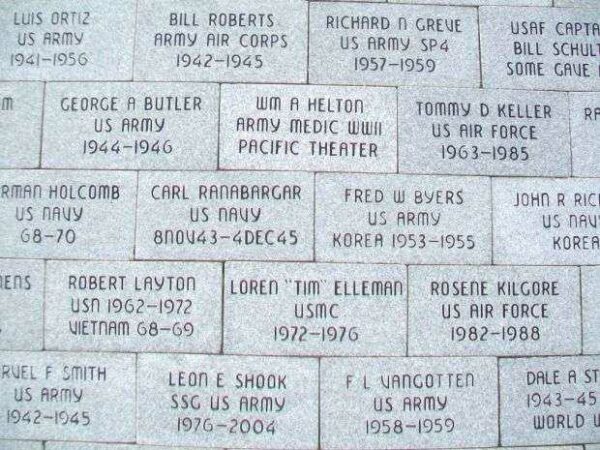 LUIS ORTIZ
US ARMY
1941-1956
BILL ROBERTS
ARMY AIR CORPS
1942-1945
RICHARD N GREVE
US ARMY SP4
1957-1959
USAF CAPTA
BILL SCHULT
SOME GAVE
M
GEORGE A BUTLER
US ARMY
1944-1946
WM A HELTON
ARMY MEDIC WWII
PACIFIC THEATER
TOMMY D KELLER
US AIR FORCE
1963-1985
RA
RMAN HOLCOMB
US NAVY
68-70
CARL RANABARGAR
US NAVY
8NOV43-4DEC45
FRED W BYERS
US ARMY
KOREA 1953-1955
JOHN R RIC
US NAV
KOREA
ENS
ROBERT LAYTON
USN 1962-1972
VIETNAM 68-69
LOREN "TIM" ELLEMAN
USMC
1972-1976
ROSENE KILGORE
US AIR FORCE
1982-1988
RVEL F SMITH
US ARMY
1942-1945
LEON E SHOOK
SSG US ARMY
1976-2004
F L VANGOTTEN
US ARMY
1958-1959
DALE A ST
1943-45
WORLD